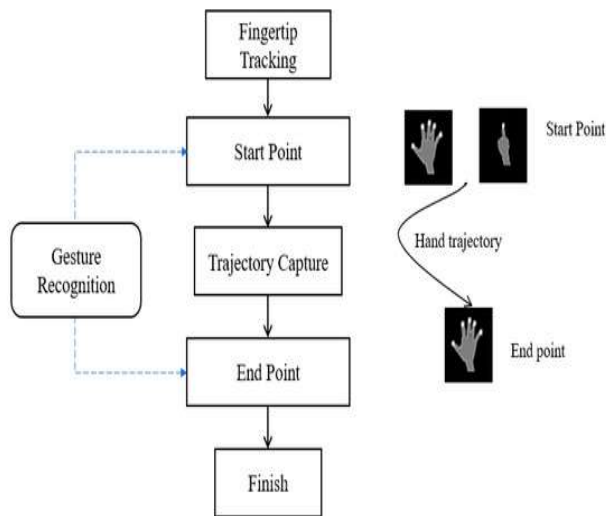 Fingertip
Tracking
Start Point
Gesture
Recognition
Trajectory Capture
End Point
Finish
Start Point
Hand trajectory
End point